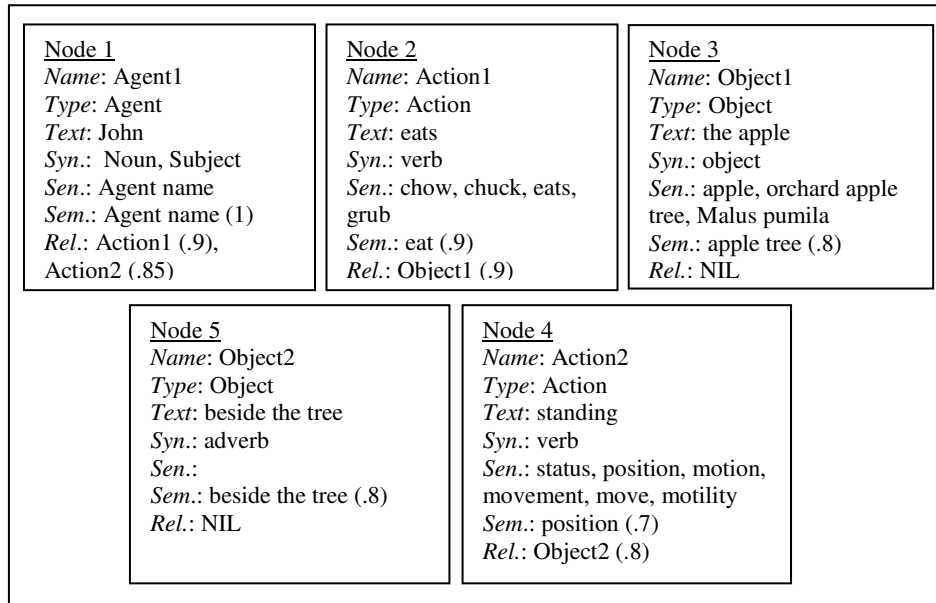 Node 1
Name: Agent1
Type: Agent
Text: John
Syn.: Noun, Subject
Sen.: Agent name
Sem.: Agent name (1)
Rel.: Action1 (.9),
Action2 (.85)
Node 2
Name: Action1
Type: Action
Text: eats
Syn.: verb
Sen.: chow, chuck, eats,
grub
Sem.: eat (.9)
Rel.: Object1 (.9)
Node 3
Name: Object1
Type: Object
Text: the apple
Syn.: object
Sen.: apple, orchard apple
tree, Malus pumila
Sem.: apple tree (.8)
Rel.: NIL
Node 5
Name: Object2
Type: Object
Text: beside the tree
Syn.: adverb
Sen.:
Sem.: beside the tree (.8)
Rel.: NIL
Node 4
Name: Action2
Type: Action
Text: standing
Syn.: verb
Sen.: status, position, motion,
movement, move, motility
Sem.: position (.7)
Rel.: Object2 (.8)